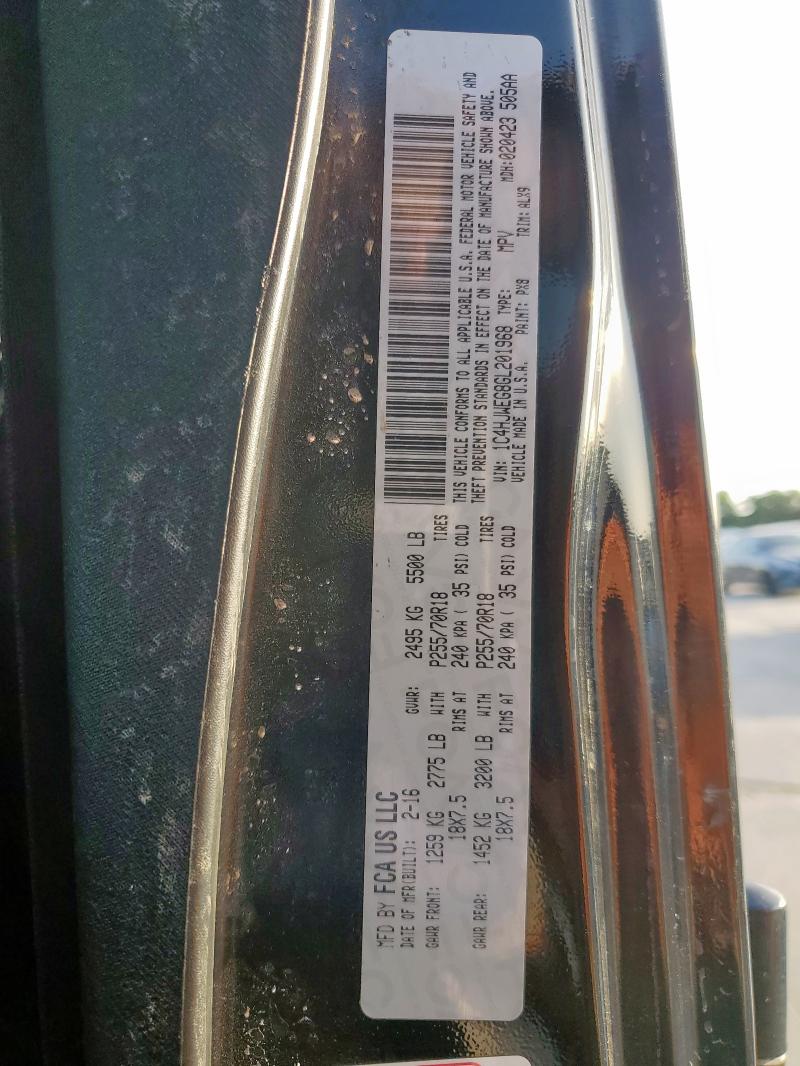 MFD BY FCA US LLC
DATE OF MFR(BUILT): 2-16 GVWR: 2495 KG 5500 LB
GAWR FRONT: 1259 KG 2775 LB WITH P255/70R18 TIRES
18X7.5 RIMS AT 240 KPA ( 35 PSI) COLD
GAWR REAR: 1452 KG 3200 LB WITH P255/70R18 TIRES
18X7.5 RIMS AT 240 KPA ( 35 PSI) COLD
THIS VEHICLE CONFORMS TO ALL APPLICABLE U.S.A. FEDERAL MOTOR VEHICLE SAFETY AND
THEFT PREVENTION STANDARDS IN EFFECT ON THE DATE OF MANUFACTURE SHOWN ABOVE.
VIN: 1C4HJWEG8GL201968 TYPE: MPV MDH:020423 505AA
VEHICLE MADE IN U.S.A. PAINT: PX8 TRIM: ALX9